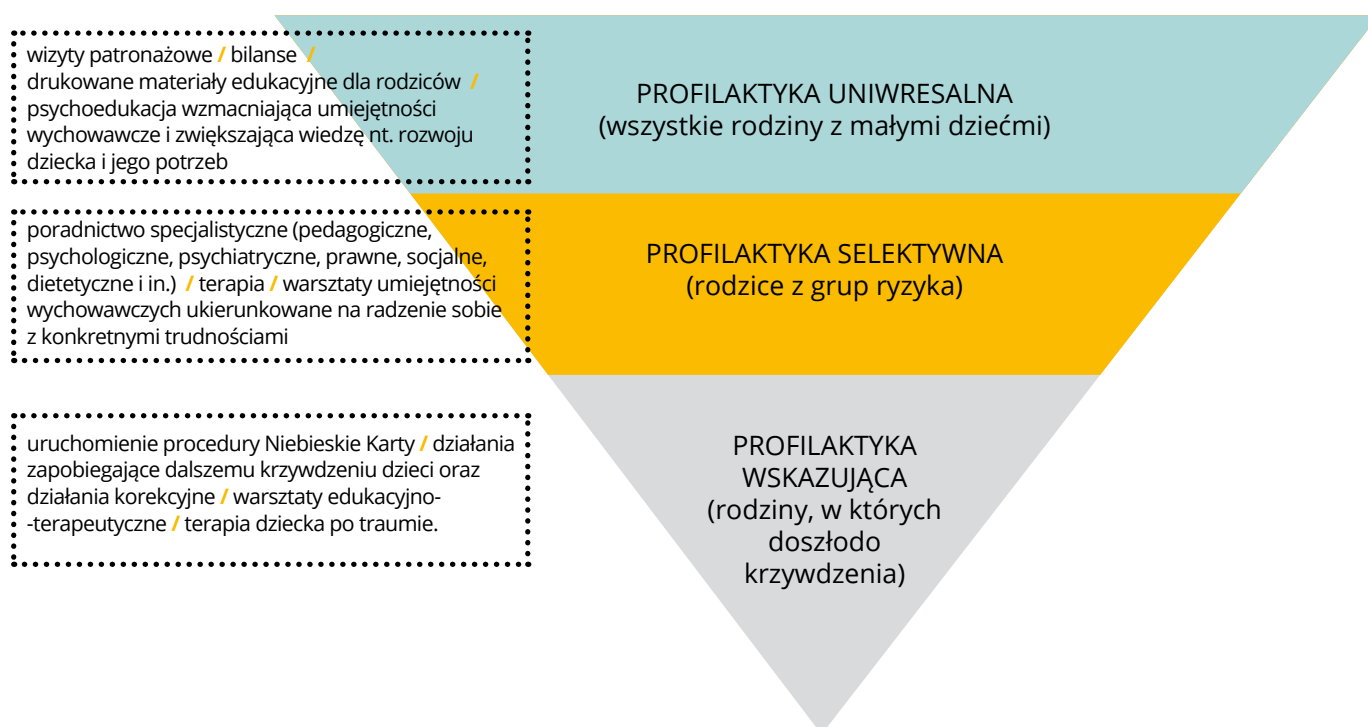 wizyty patronażowe / bilanse /
drukowane materiały edukacyjne dla rodziców /
psychoedukacja wzmacniająca umiejętności
wychowawcze i zwiększająca wiedzę nt. rozwoju
dziecka i jego potrzeb
PROFILAKTYKA UNIWRESALNA
(wszystkie rodziny z małymi dziećmi)
poradnictwo specjalistyczne (pedagogiczne,
psychologiczne, psychiatryczne, prawne, socjalne,
dietetyczne i in.) / terapia / warsztaty umiejętności
wychowawczych ukierunkowane na radzenie sobie
z konkretnymi trudnościami
PROFILAKTYKA SELEKTYWNA
(rodzice z grup ryzyka)
uruchomienie procedury Niebieskie Karty / działania
zapobiegające dalszemu krzywdzeniu dzieci oraz
działania korekcyjne / warsztaty edukacyjno-
-terapeutyczne / terapia dziecka po traumie.
PROFILAKTYKA
WSKAZUJĄCA
(rodziny, w których
doszłodo
krzywdzenia)